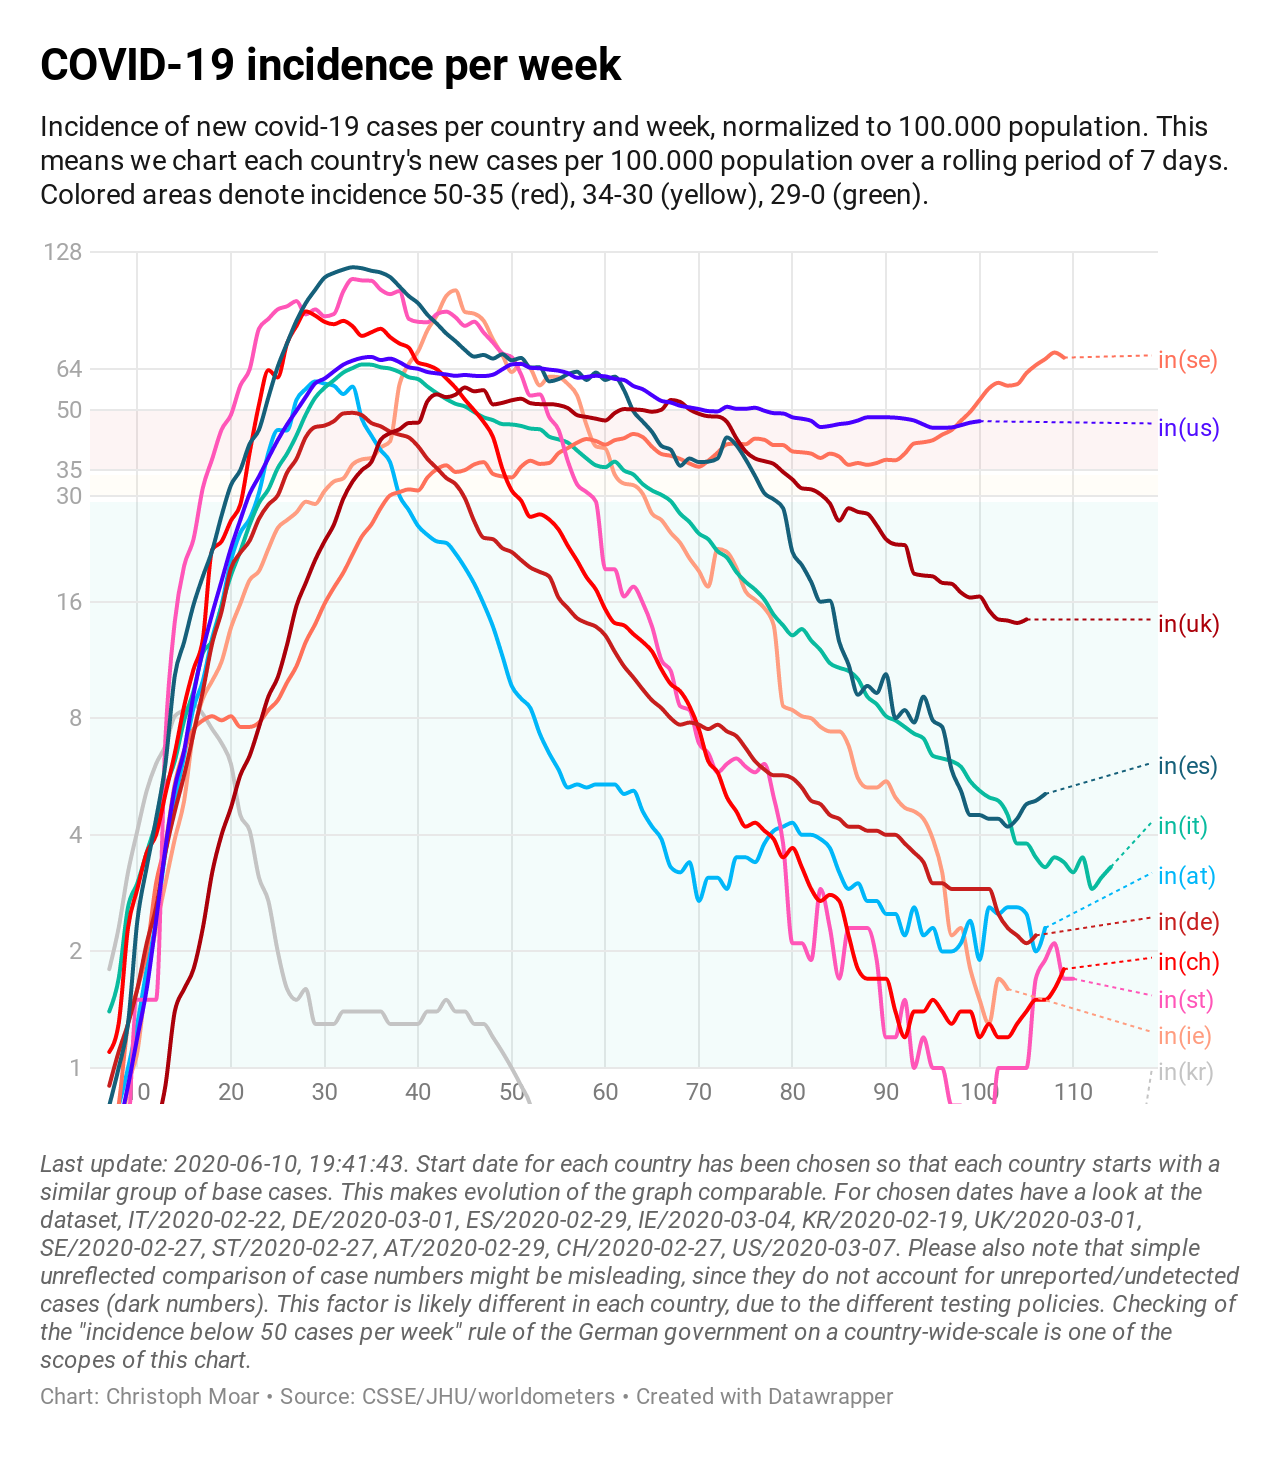 COVID-19 incidence per week
Incidence of new covid-19 cases per country and week, normalized to 100.000 population. This
means we chart each country's new cases per 100.000 population over a rolling period of 7 days.
Colored areas denote incidence 50-35 (red), 34-30 (yellow), 29-0 (green).
128
64
50
35
30
16
8
4
2
1
in(se)
in(us)
in(uk)
in(es)
in(it)
in(at)
in(de)
in(ch)
in(st)
in(ie)
in(kr)
0 20 30 40 50 60 70 80 90 100 110
Last update: 2020-06-10, 19:41:43. Start date for each country has been chosen so that each country starts with a
similar group of base cases. This makes evolution of the graph comparable. For chosen dates have a look at the
dataset, IT/2020-02-22, DE/2020-03-01, ES/2020-02-29, IE/2020-03-04, KR/2020-02-19, UK/2020-03-01,
SE/2020-02-27, ST/2020-02-27, AT/2020-02-29, CH/2020-02-27, US/2020-03-07. Please also note that simple
unreflected comparison of case numbers might be misleading, since they do not account for unreported/undetected
cases (dark numbers). This factor is likely different in each country, due to the different testing policies. Checking of
the "incidence below 50 cases per week" rule of the German government on a country-wide-scale is one of the
scopes of this chart.
Chart: Christoph Moar • Source: CSSE/JHU/worldometers • Created with Datawrapper